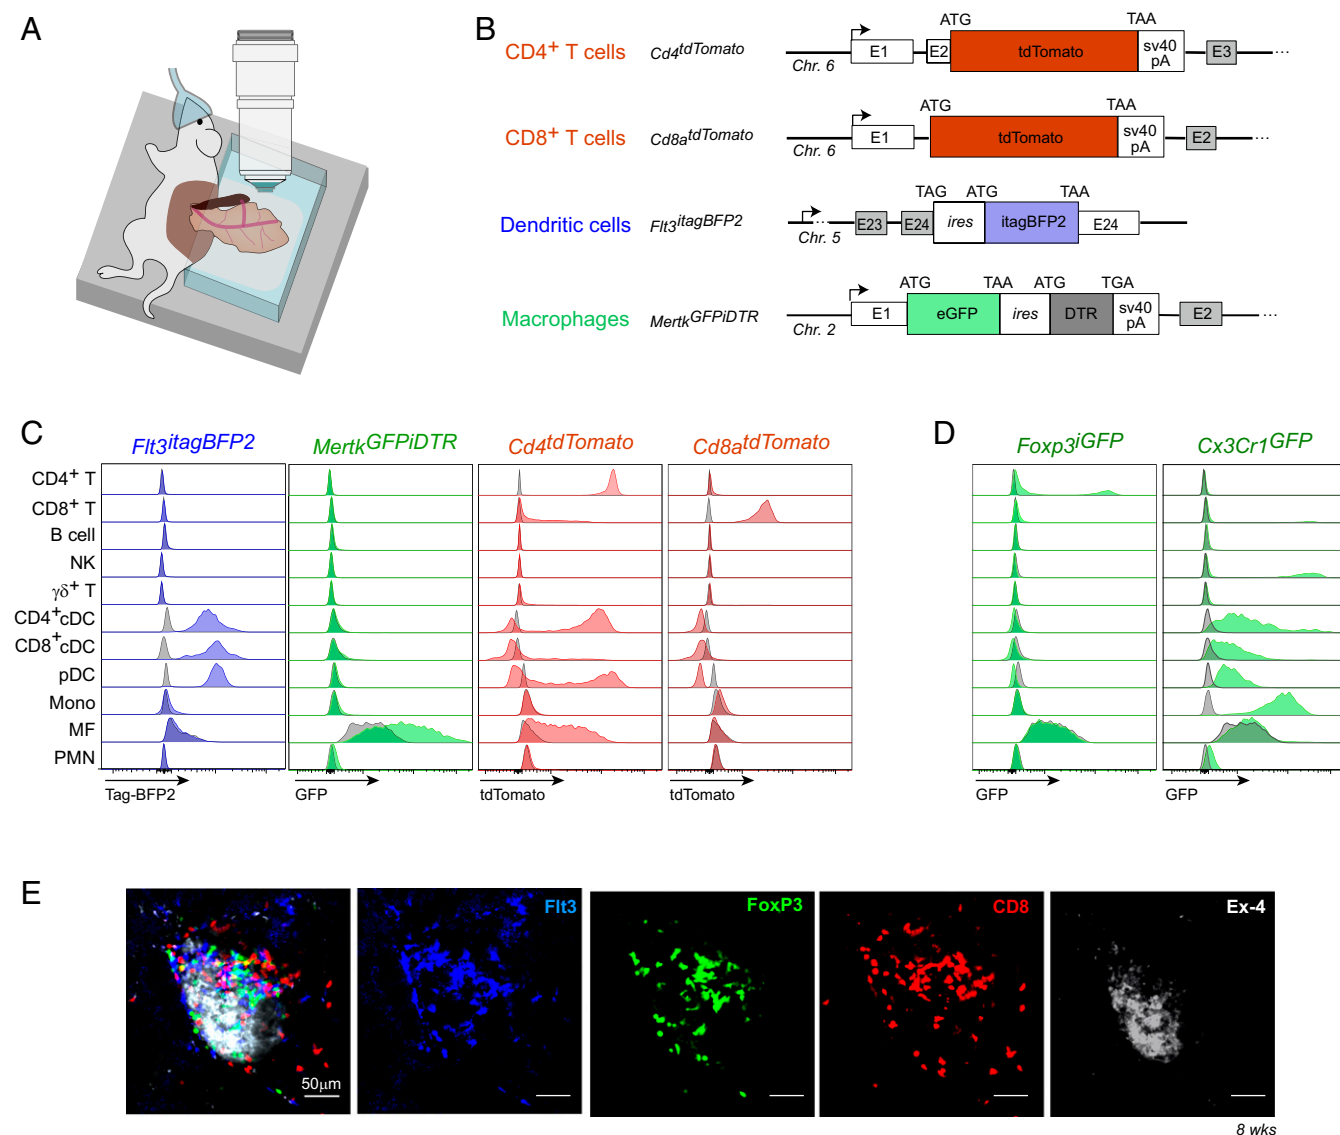 A
B
CD4+ T cells
Cd4tdTomato
Chr. 6
E1
E2
ATG
tdTomato
TAA
sv40
pA
E3
...
CD8+ T cells
Cd8atdTomato
Chr. 6
E1
ATG
tdTomato
TAA
sv40
pA
E2
...
Dendritic cells
Flt3itagBFP2
Chr. 5
...
E23
E24
TAG
ires
ATG
itagBFP2
TAA
E24
Macrophages
MertkGFPiDTR
Chr. 2
E1
ATG
eGFP
TAA
ires
ATG
DTR
TGA
sv40
pA
E2
...
C
Flt3itagBFP2
MertkGFPiDTR
Cd4tdTomato
Cd8atdTomato
CD4+ T
CD8+ T
B cell
NK
γδ+ T
CD4+cDC
CD8+cDC
pDC
Mono
MF
PMN
Tag-BFP2
GFP
tdTomato
tdTomato
D
Foxp3iGFP
Cx3Cr1GFP
GFP
GFP
E
50μm
Flt3
FoxP3
CD8
Ex-4
8 wks